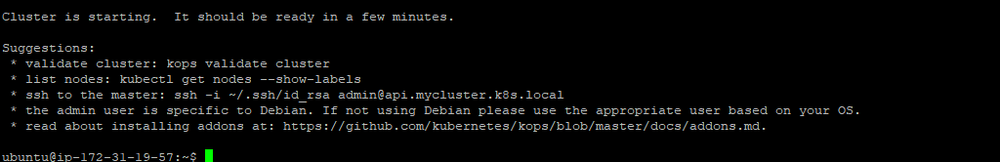 Cluster is starting.  It should be ready in a few minutes.
Suggestions:
* validate cluster: kops validate cluster
* list nodes: kubectl get nodes --show-labels
* ssh to the master: ssh -i ~/.ssh/id_rsa admin@api.mycluster.k8s.local
* the admin user is specific to Debian. If not using Debian please use the appropriate user based on your OS.
* read about installing addons at: https://github.com/kubernetes/kops/blob/master/docs/addons.md.
ubuntu@ip-172-31-19-57:~$